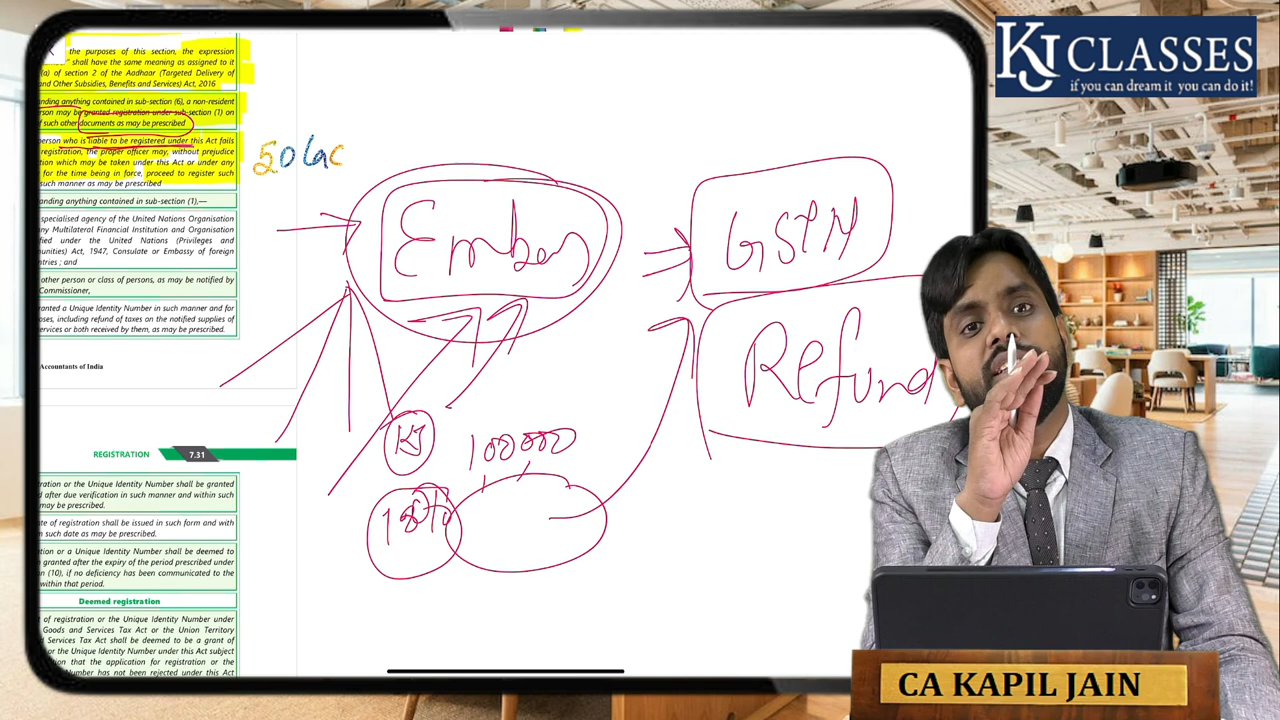 the purposes of this section, the expression
shall have the same meaning as assigned to it
(a) of section 2 of the Aadhaar (Targeted Delivery of
and Other Subsidies, Benefits and Services) Act, 2016
anding anything contained in sub-section (6), a non-resident
erson may be granted registration under sub-section (1) on
f such other documents as may be prescribed
person who is liable to be registered under this Act fails
registration, the proper officer may, without prejudice
tion which may be taken under this Act or under any
for the time being in force, proceed to register such
such manner as may be prescribed
anding anything contained in sub-section (1),—
specialised agency of the United Nations Organisation
ny Multilateral Financial Institution and Organisation
fied under the United Nations (Privileges and
unities) Act, 1947, Consulate or Embassy of foreign
ntries ; and
other person or class of persons, as may be notified by
Commissioner,
ranted a Unique Identity Number in such manner and for
oses, including refund of taxes on the notified supplies of
ervices or both received by them, as may be prescribed.
Accountants of India
REGISTRATION 7.31
ration or the Unique Identity Number shall be granted
d after due verification in such manner and within such
may be prescribed.
ate of registration shall be issued in such form and with
n such date as may be prescribed.
tion or a Unique Identity Number shall be deemed to
granted after the expiry of the period prescribed under
n (10), if no deficiency has been communicated to the
within that period.
Deemed registration
t of registration or the Unique Identity Number under
Goods and Services Tax Act or the Union Territory
d Services Tax Act shall be deemed to be a grant of
or the Unique Identity Number under this Act subject
tion that the application for registration or the
Number has not been rejected under this Act
50 lac
Embassy
GSTN
Refund
KJ
100000
18%
KJ CLASSES
if you can dream it you can do it!
CA KAPIL JAIN